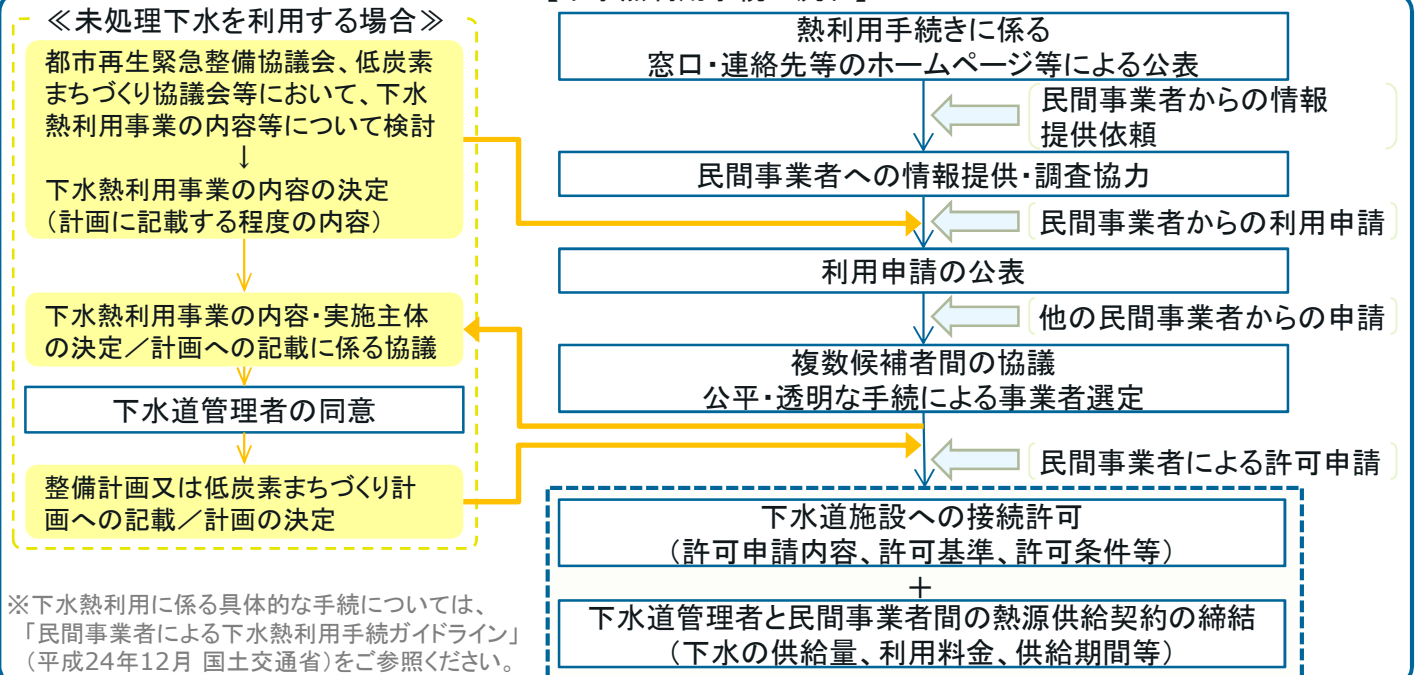 ≪未処理下水を利用する場合≫
都市再生緊急整備協議会、低炭素
まちづくり協議会等において、下水
熱利用事業の内容等について検討
↓
下水熱利用事業の内容の決定
（計画に記載する程度の内容）
下水熱利用事業の内容・実施主体
の決定／計画への記載に係る協議
下水道管理者の同意
整備計画又は低炭素まちづくり計
画への記載／計画の決定
※下水熱利用に係る具体的な手続については、
「民間事業者による下水熱利用手続ガイドライン」
（平成24年12月 国土交通省）をご参照ください。
熱利用手続きに係る
窓口・連絡先等のホームページ等による公表
民間事業者からの情報
提供依頼
民間事業者への情報提供・調査協力
民間事業者からの利用申請
利用申請の公表
他の民間事業者からの申請
複数候補者間の協議
公平・透明な手続による事業者選定
民間事業者による許可申請
下水道施設への接続許可
（許可申請内容、許可基準、許可条件等）
＋
下水道管理者と民間事業者間の熱源供給契約の締結
（下水の供給量、利用料金、供給期間等）